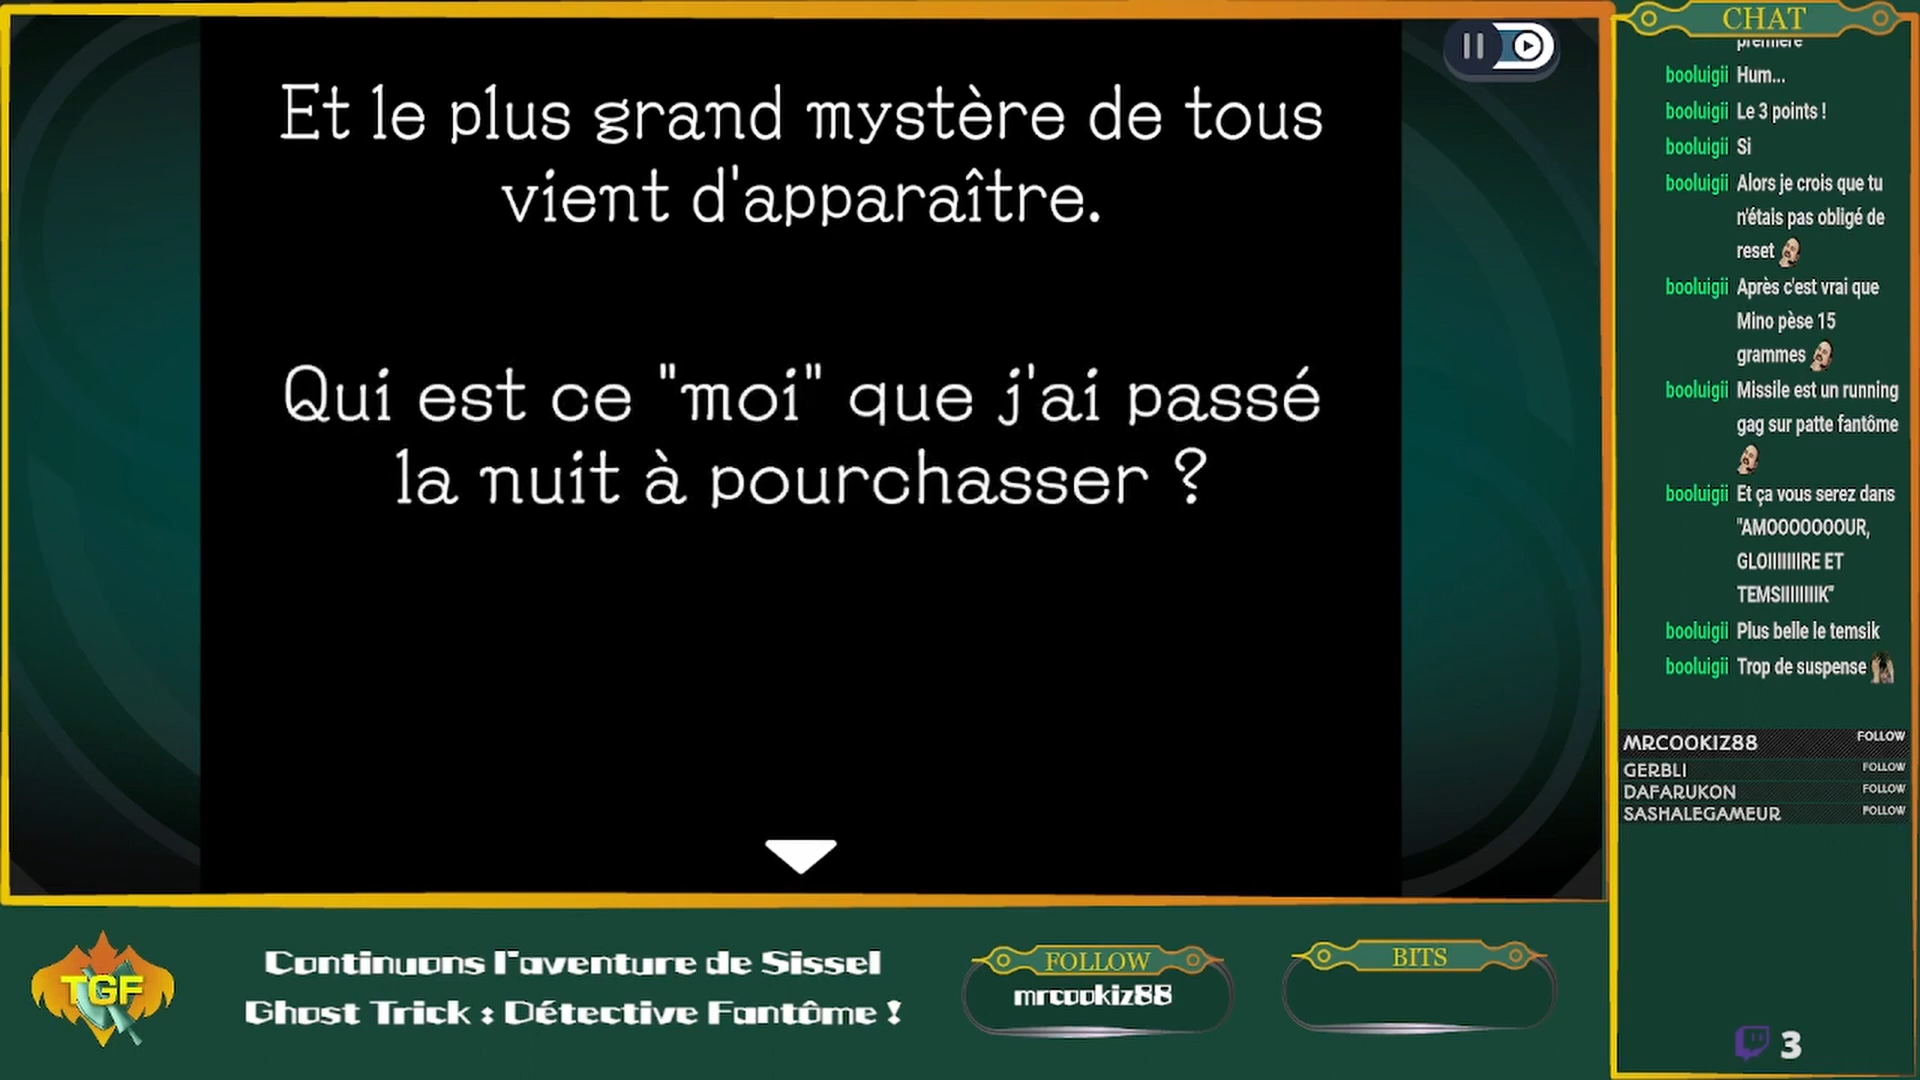 Et le plus grand mystère de tous
vient d'apparaître.
Qui est ce "moi" que j'ai passé
la nuit à pourchasser ?
CHAT
première
booluigii Hum...
booluigii Le 3 points !
booluigii Si
booluigii Alors je crois que tu
n'étais pas obligé de
reset
booluigii Après c'est vrai que
Mino pèse 15
grammes
booluigii Missile est un running
gag sur patte fantôme
booluigii Et ça vous serez dans
"AMOOOOOOOUR,
GLOIIIIIIIRE ET
TEMSIIIIIIIIK"
booluigii Plus belle le temsik
booluigii Trop de suspense
MRCOOKIZ88 FOLLOW
GERBLI FOLLOW
DAFARUKON FOLLOW
SASHALEGAMEUR FOLLOW
TGF
Continuons l'aventure de Sissel
Ghost Trick : Détective Fantôme !
FOLLOW
mrcookiz88
BITS
3